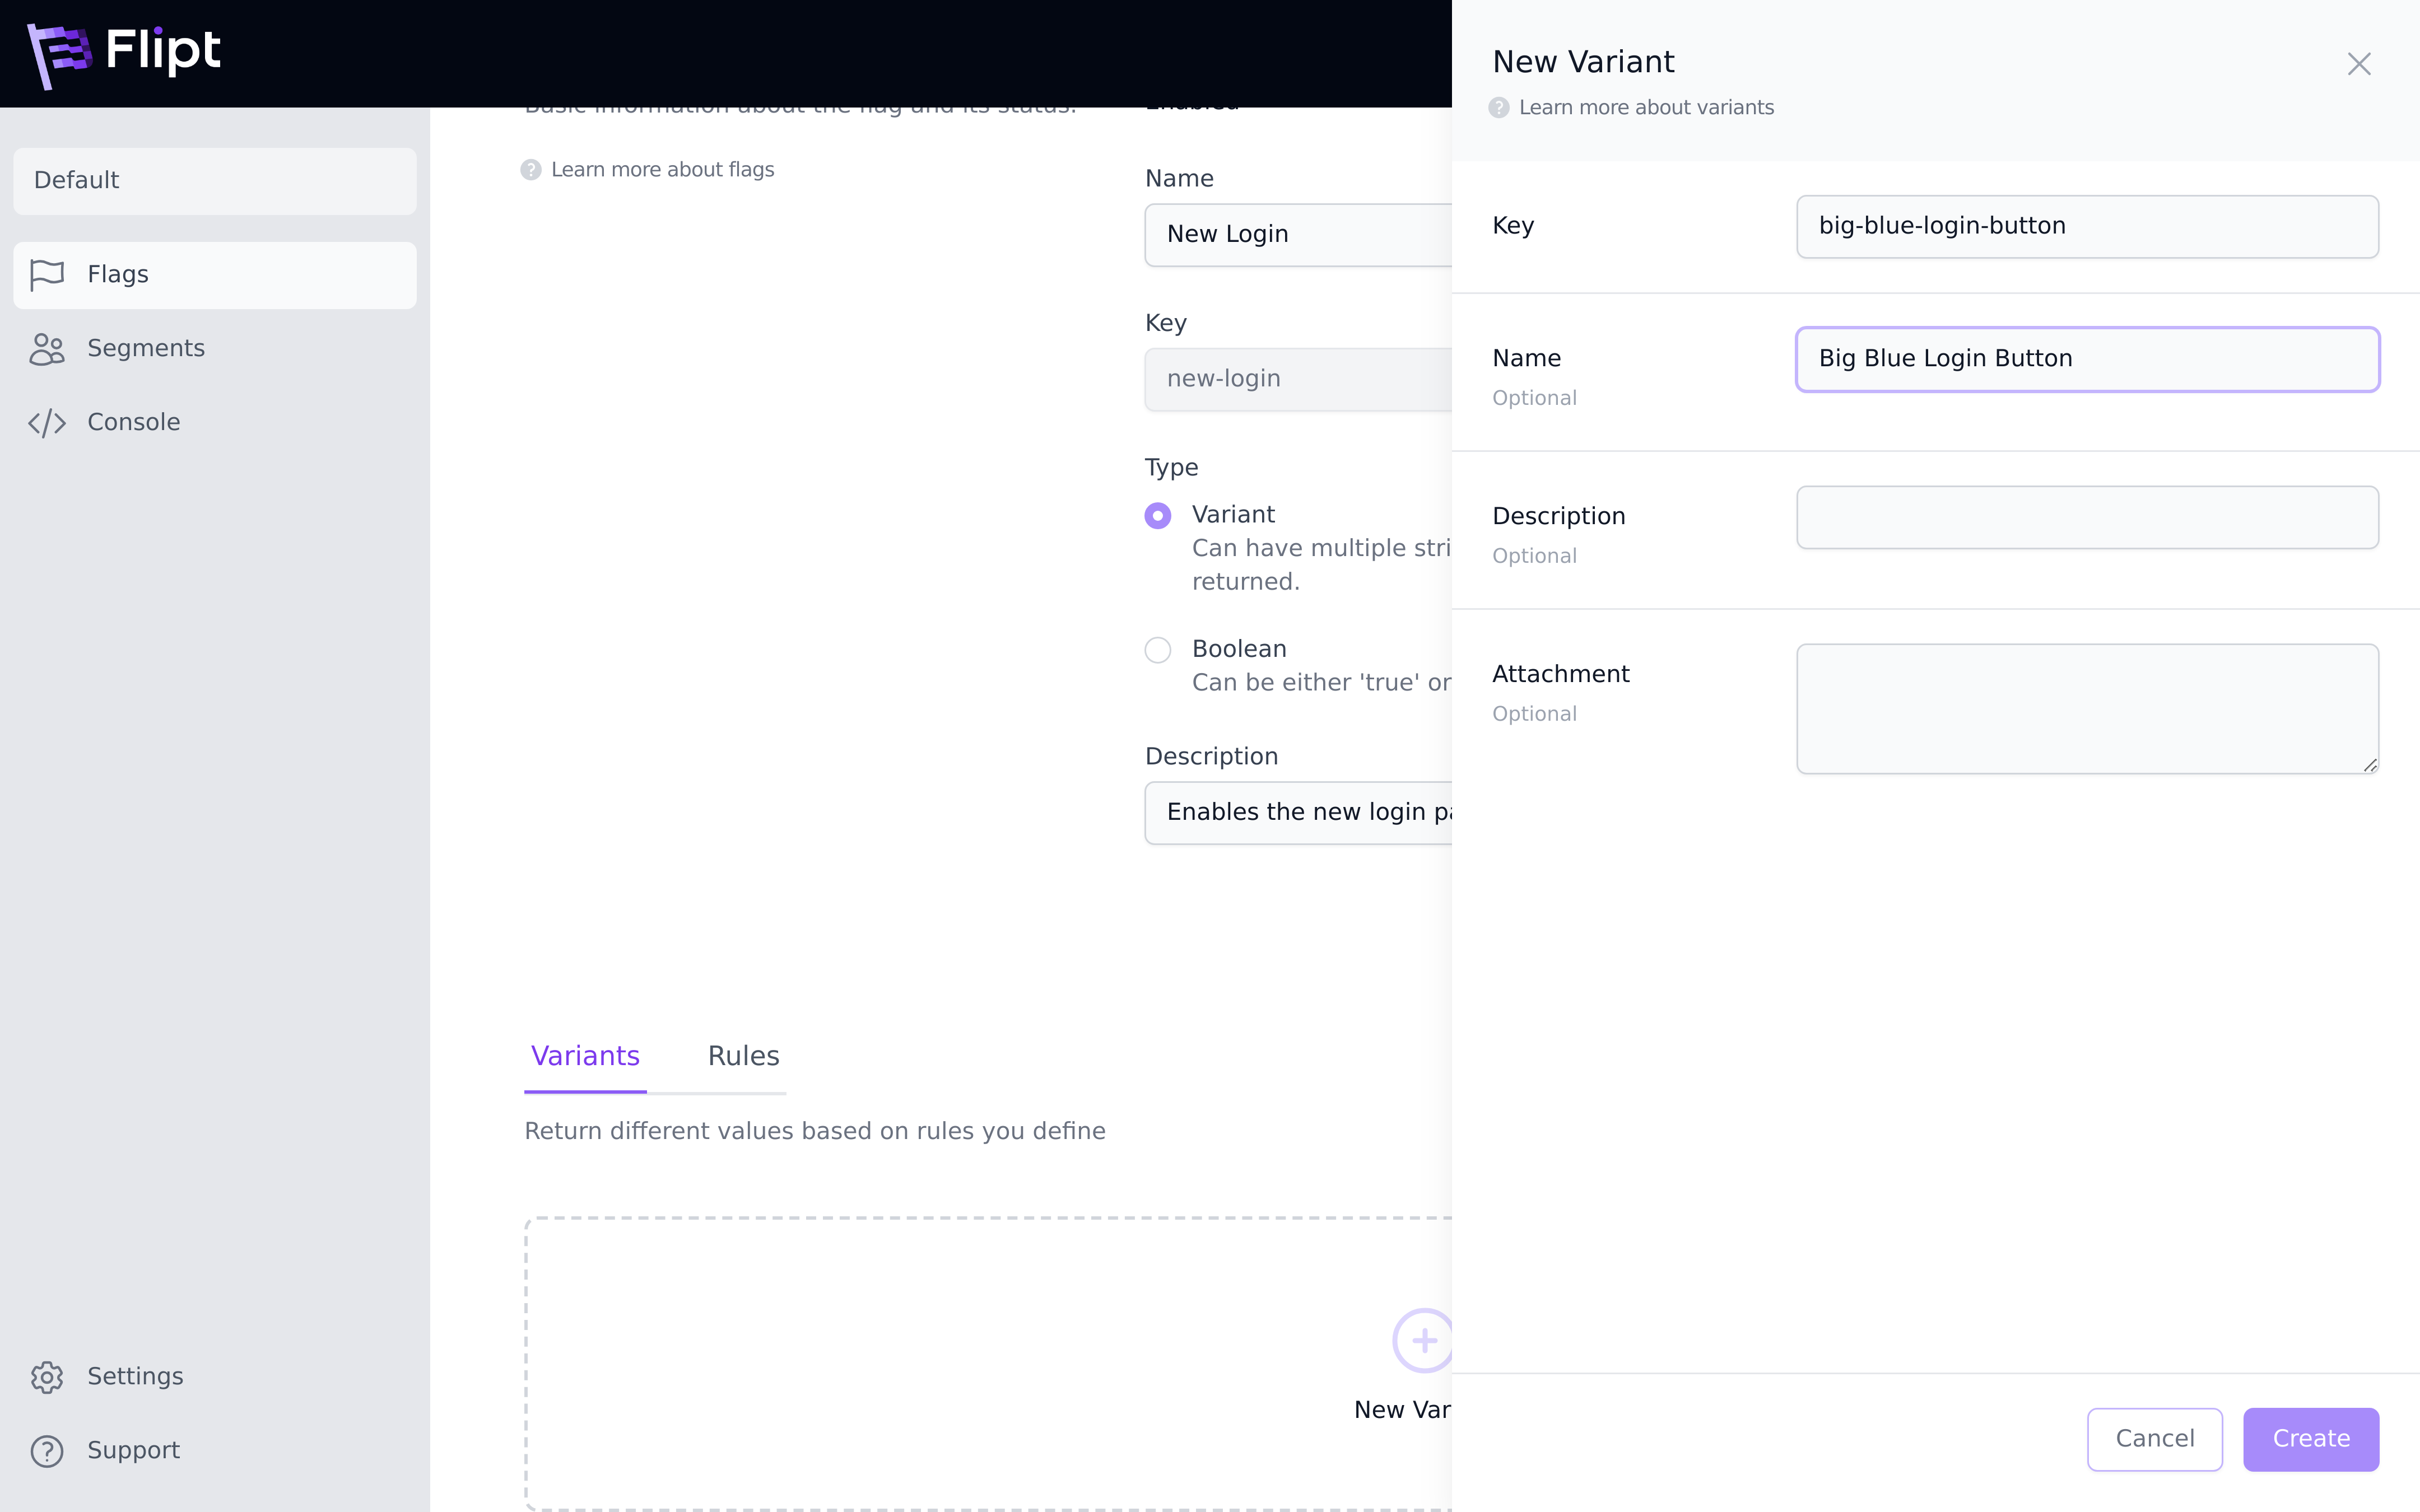 Flipt
Default
Flags
Segments
Console
Settings
Support
Basic information about the flag and its status.
Learn more about flags
Enabled
Name
New Login
Key
new-login
Type
Variant
Can have multiple stri
returned.
Boolean
Can be either 'true' or
Description
Enables the new login pa
Variants
Rules
Return different values based on rules you define
New Var
New Variant
Learn more about variants
Key
big-blue-login-button
Name
Optional
Big Blue Login Button
Description
Optional
Attachment
Optional
Cancel
Create